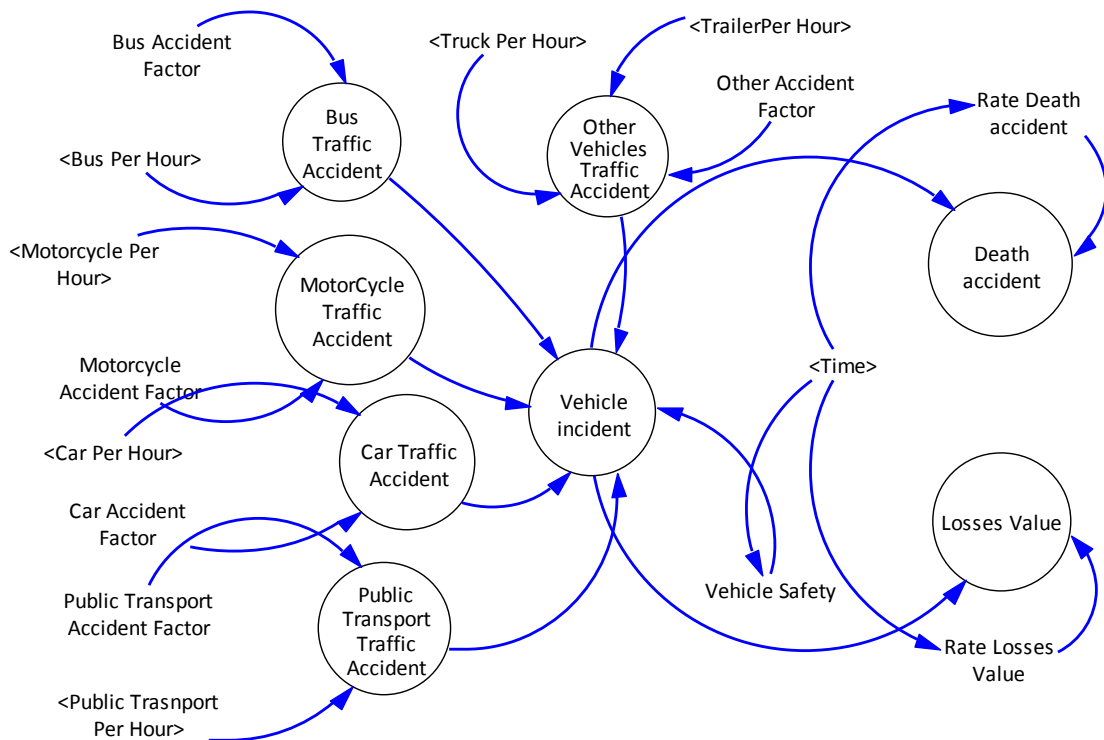 Bus Accident
Factor
<Truck Per Hour>
<TrailerPer Hour>
Other Accident
Factor
Rate Death
accident
Bus
Traffic
Accident
Other
Vehicles
Traffic
Accident
<Bus Per Hour>
<Motorcycle Per
Hour>
MotorCycle
Traffic
Accident
Death
accident
Motorcycle
Accident Factor
<Time>
Vehicle
incident
<Car Per Hour>
Car Traffic
Accident
Car Accident
Factor
Losses Value
Public Transport
Accident Factor
Public
Transport
Traffic
Accident
Vehicle Safety
Rate Losses
Value
<Public Trasnport
Per Hour>